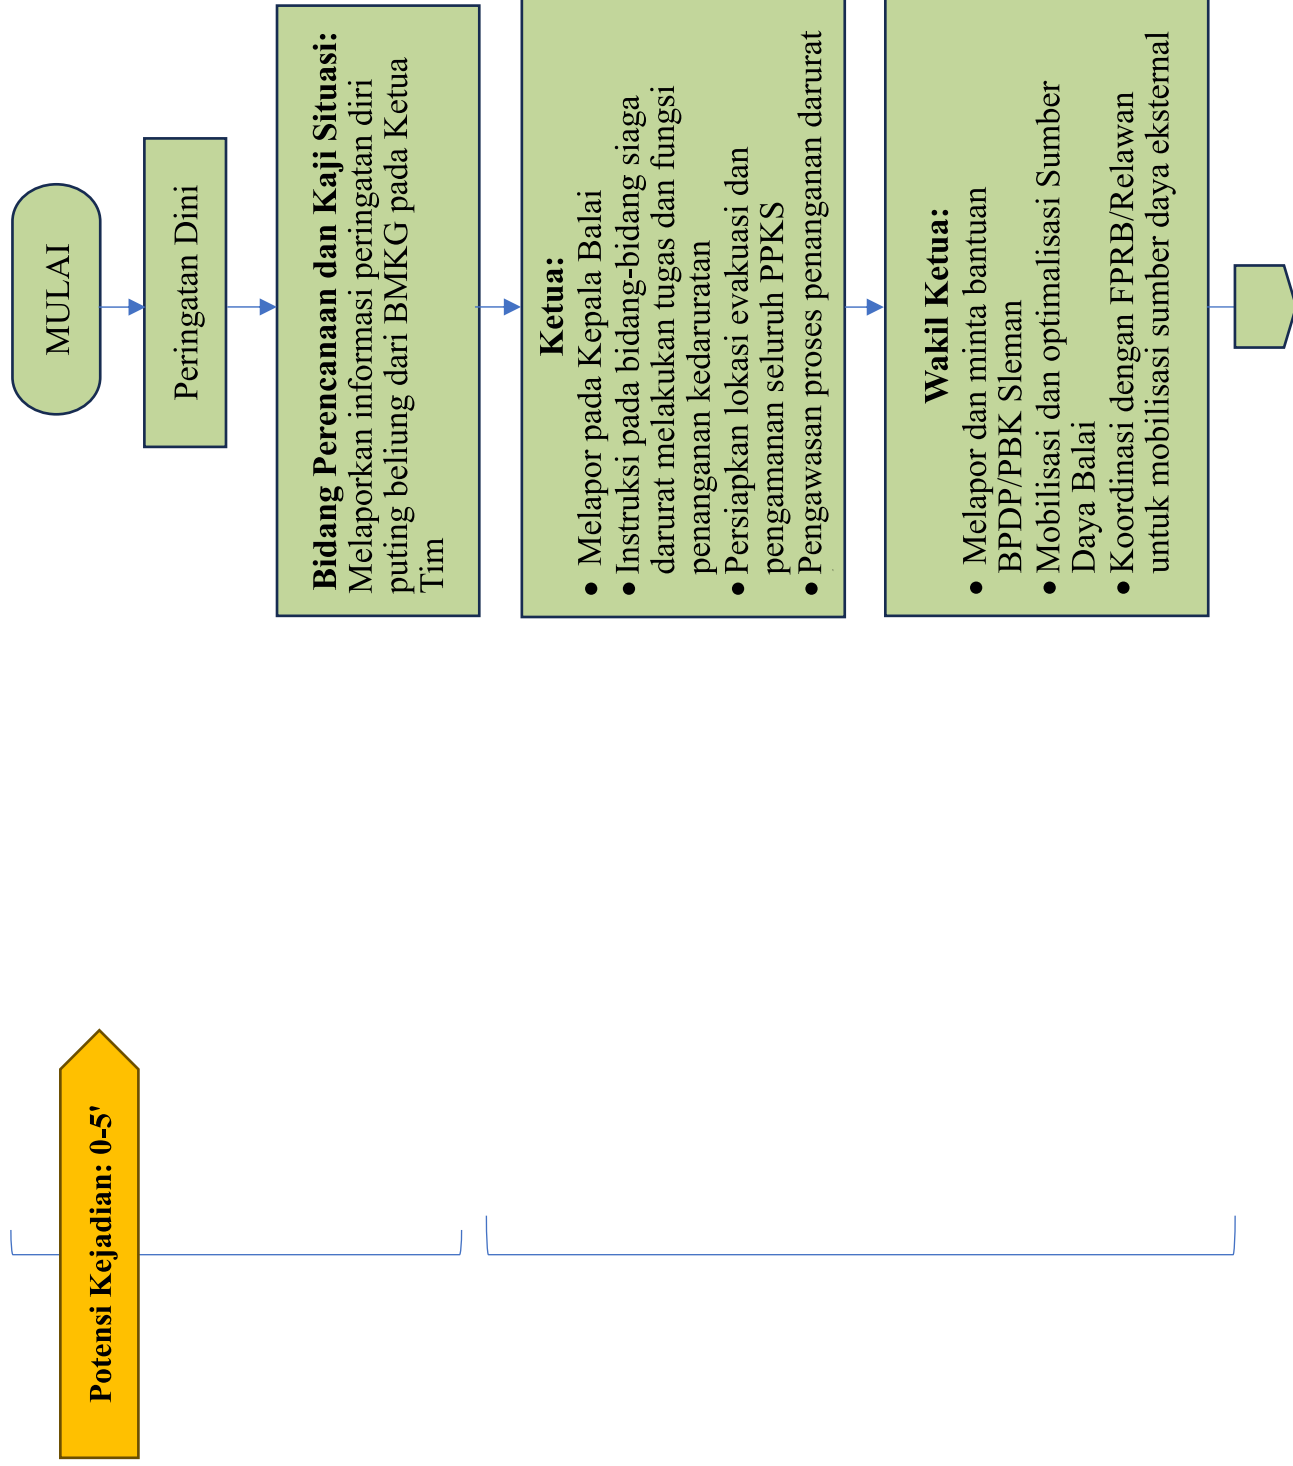 MULAI
Peringatan Dini
Bidang Perencanaan dan Kaji Situasi:
Melaporkan informasi peringatan diri
puting beliung dari BMKG pada Ketua
Tim
Ketua:
● Melapor pada Kepala Balai
● Instruksi pada bidang-bidang siaga
darurat melakukan tugas dan fungsi
penanganan kedaruratan
● Persiapkan lokasi evakuasi dan
pengamanan seluruh PPKS
● Pengawasan proses penanganan darurat
Wakil Ketua:
● Melapor dan minta bantuan
BPDP/PBK Sleman
● Mobilisasi dan optimalisasi Sumber
Daya Balai
● Koordinasi dengan FPRB/Relawan
untuk mobilisasi sumber daya eksternal
Potensi Kejadian: 0-5'